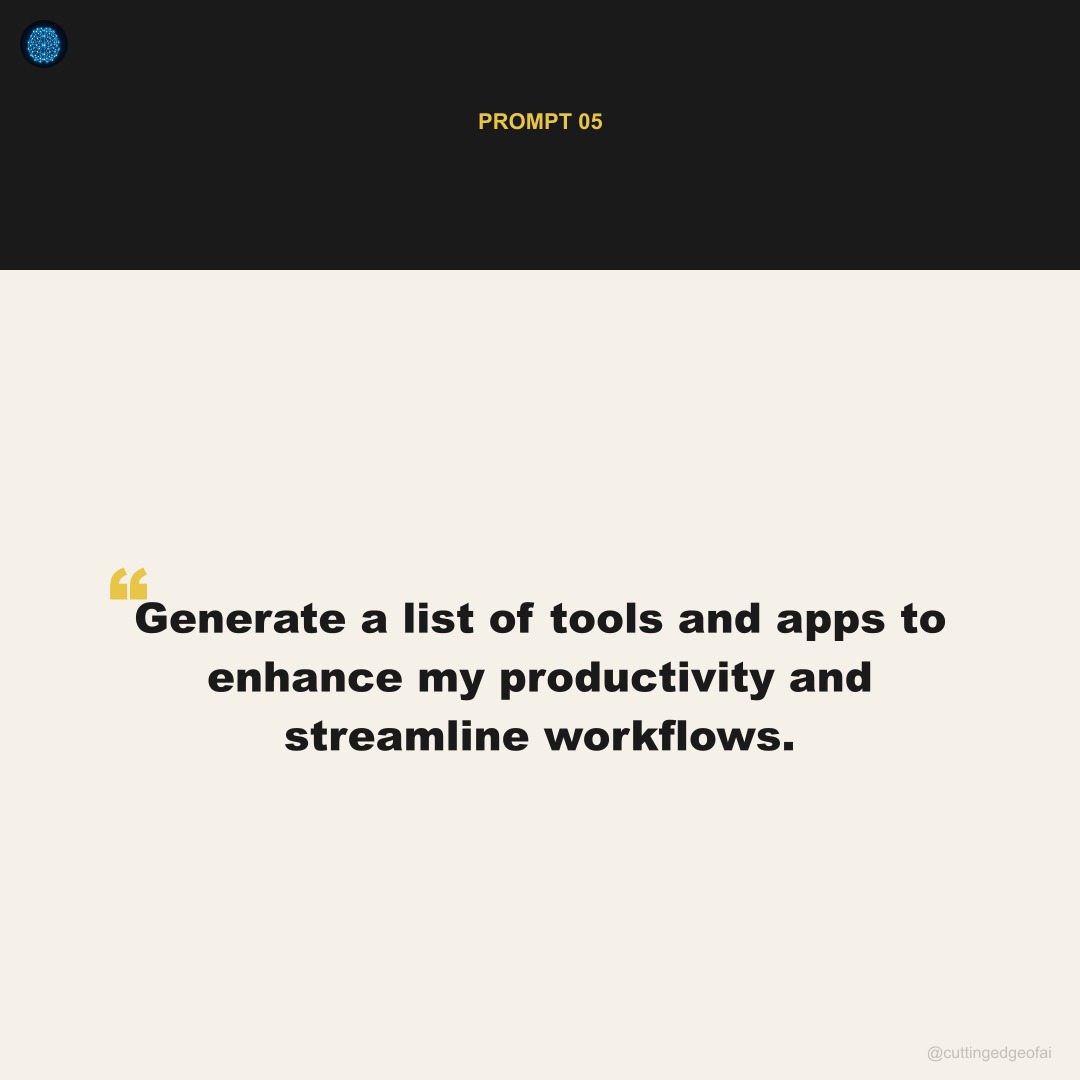 PROMPT 05
“
Generate a list of tools and apps to
enhance my productivity and
streamline workflows.
@cuttingedgeofai